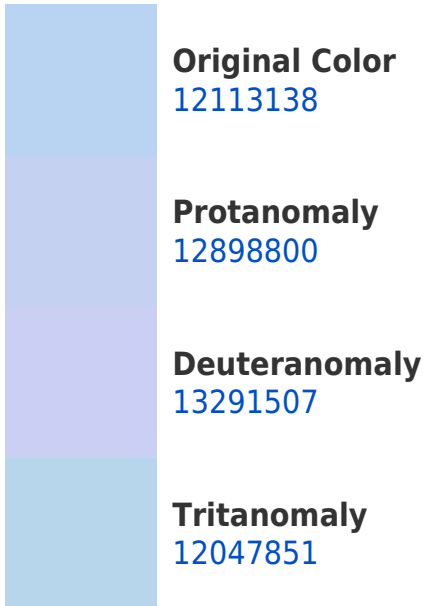 Original Color
12113138
Protanomaly
12898800
Deuteranomaly
13291507
Tritanomaly
12047851